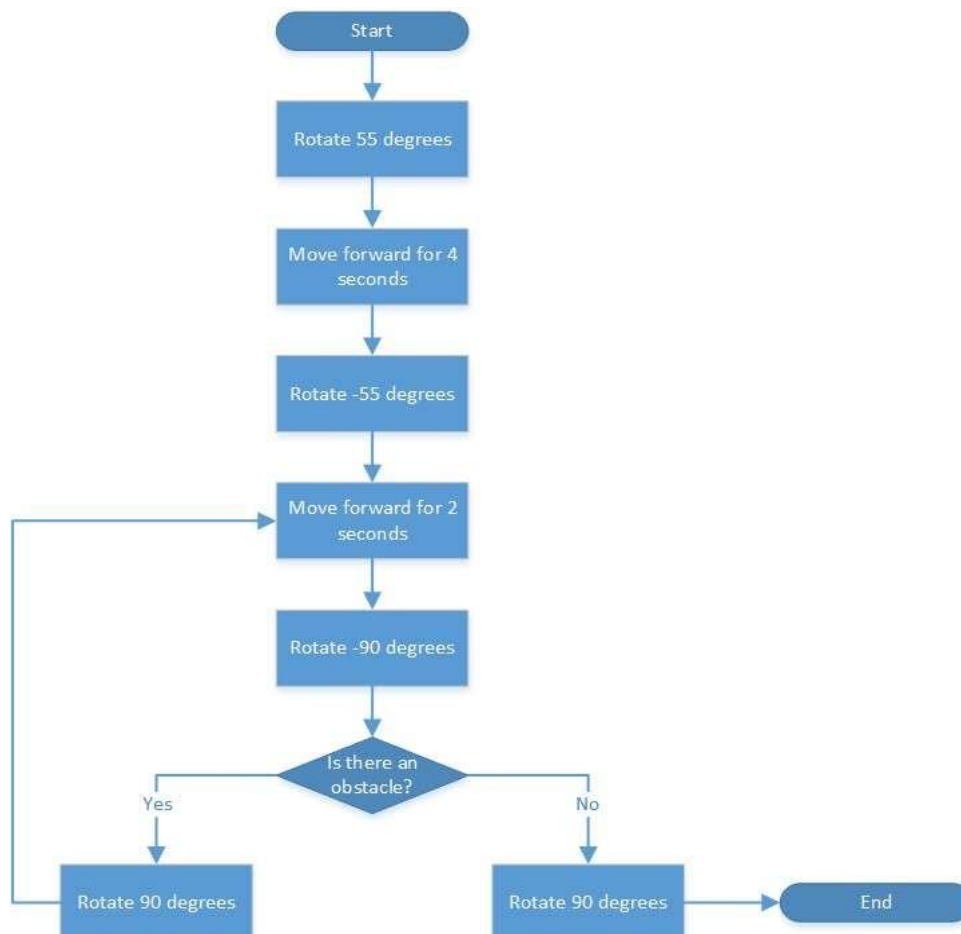 Start
Rotate 55 degrees
Move forward for 4
seconds
Rotate -55 degrees
Move forward for 2
seconds
Rotate -90 degrees
Is there an
obstacle?
Yes
No
Rotate 90 degrees
Rotate 90 degrees
End